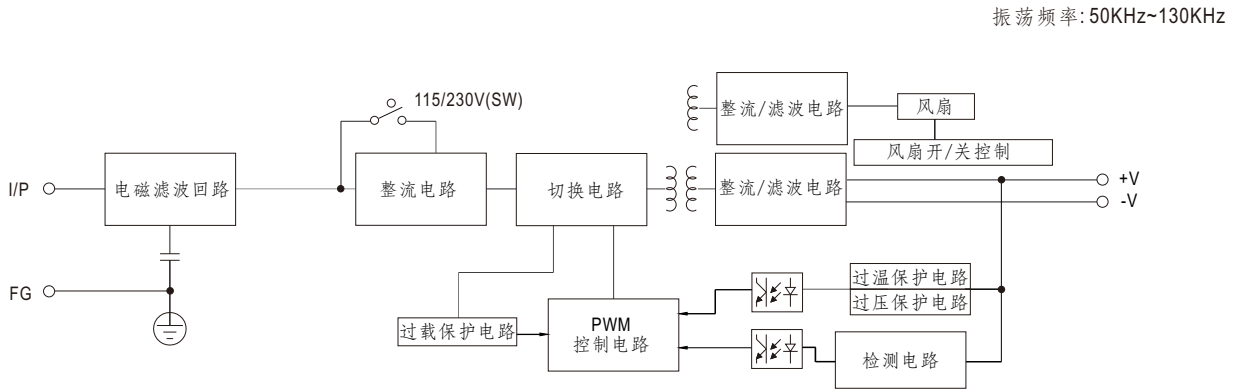 振荡频率:50KHz~130KHz
115/230V(SW)
整流/滤波电路
风扇
风扇开/关控制
I/P
电磁滤波回路
整流电路
切换电路
整流/滤波电路
+V
-V
FG
过温保护电路
过压保护电路
过载保护电路
PWM
控制电路
检测电路